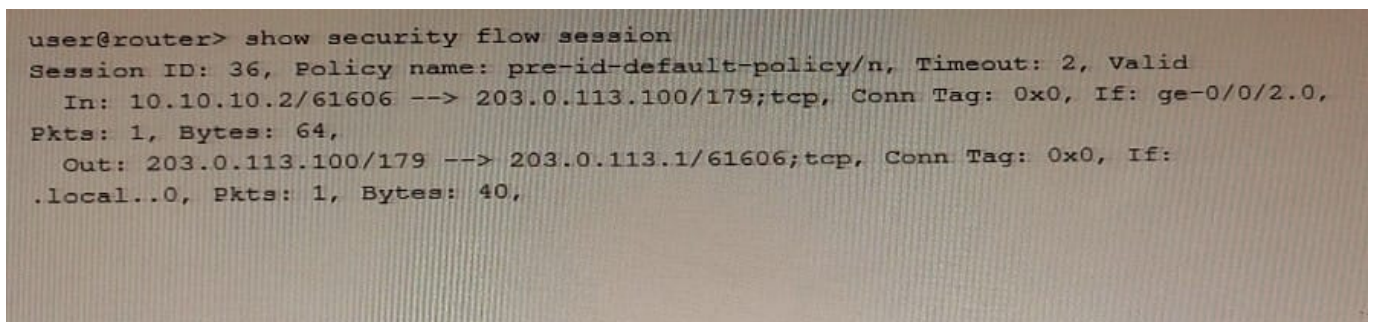 user@router> show security flow session
Session ID: 36, Policy name: pre-id-default-policy/n, Timeout: 2, Valid
In: 10.10.10.2/61606 --> 203.0.113.100/179;tcp, Conn Tag: 0x0, If: ge-0/0/2.0,
Pkts: 1, Bytes: 64,
Out: 203.0.113.100/179 --> 203.0.113.1/61606;tcp, Conn Tag: 0x0, If:
.local..0, Pkts: 1, Bytes: 40,